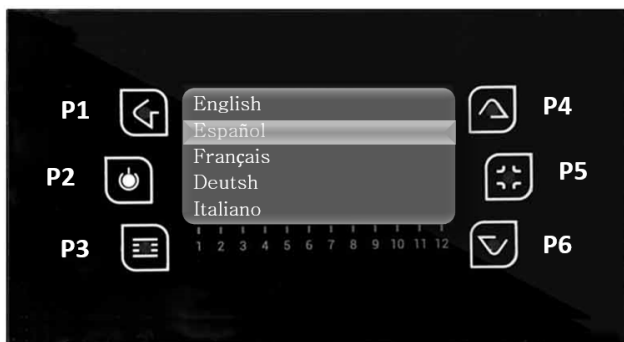 P1
P2
P3
English
Español
Français
Deutsh
Italiano
1 2 3 4 5 6 7 8 9 10 11 12
P4
P5
P6